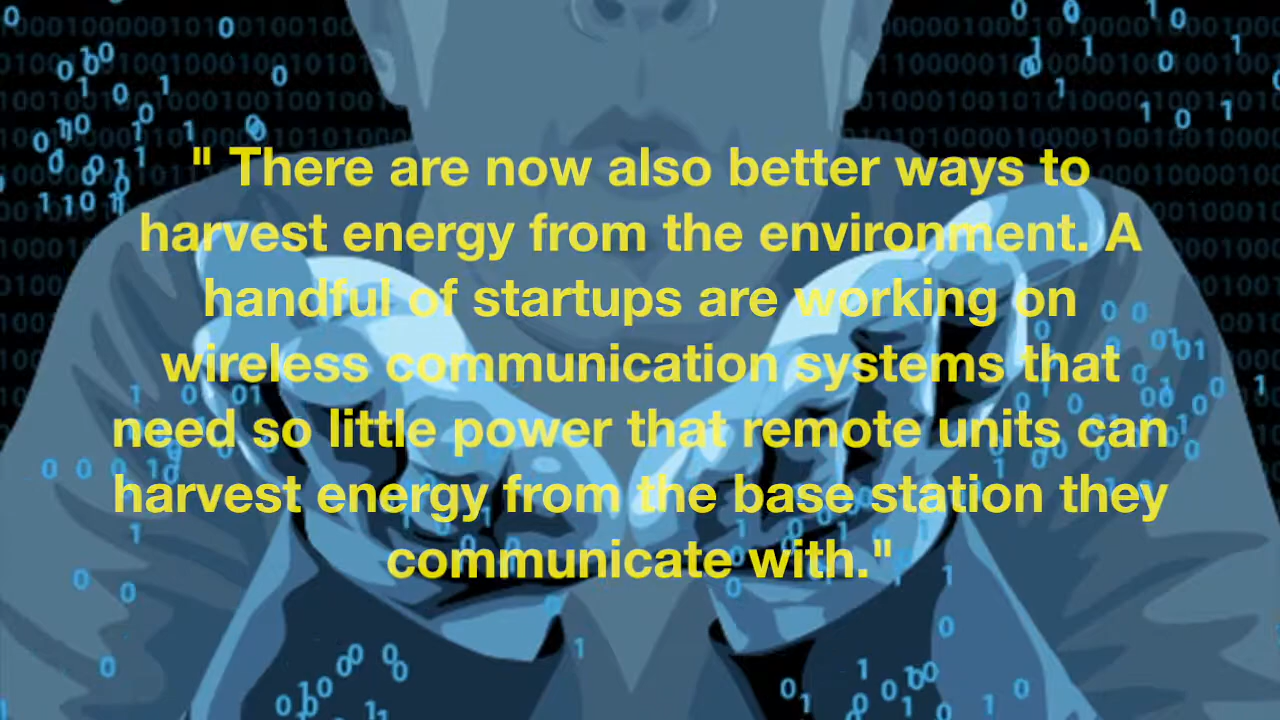 " There are now also better ways to
harvest energy from the environment. A
handful of startups are working on
wireless communication systems that
need so little power that remote units can
harvest energy from the base station they
communicate with."